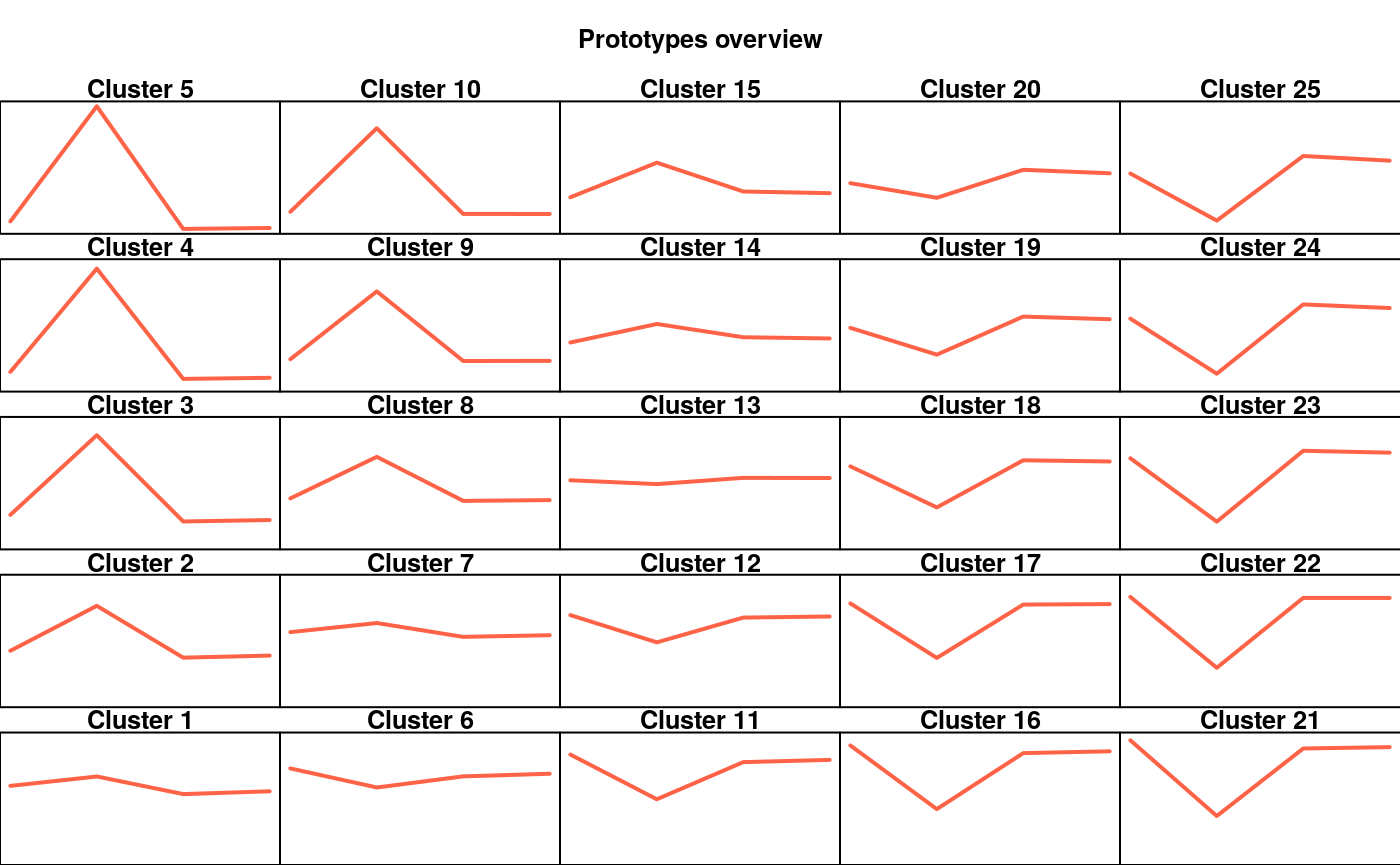 Prototypes overview
Cluster 5 Cluster 10 Cluster 15 Cluster 20 Cluster 25
Cluster 4 Cluster 9 Cluster 14 Cluster 19 Cluster 24
Cluster 3 Cluster 8 Cluster 13 Cluster 18 Cluster 23
Cluster 2 Cluster 7 Cluster 12 Cluster 17 Cluster 22
Cluster 1 Cluster 6 Cluster 11 Cluster 16 Cluster 21